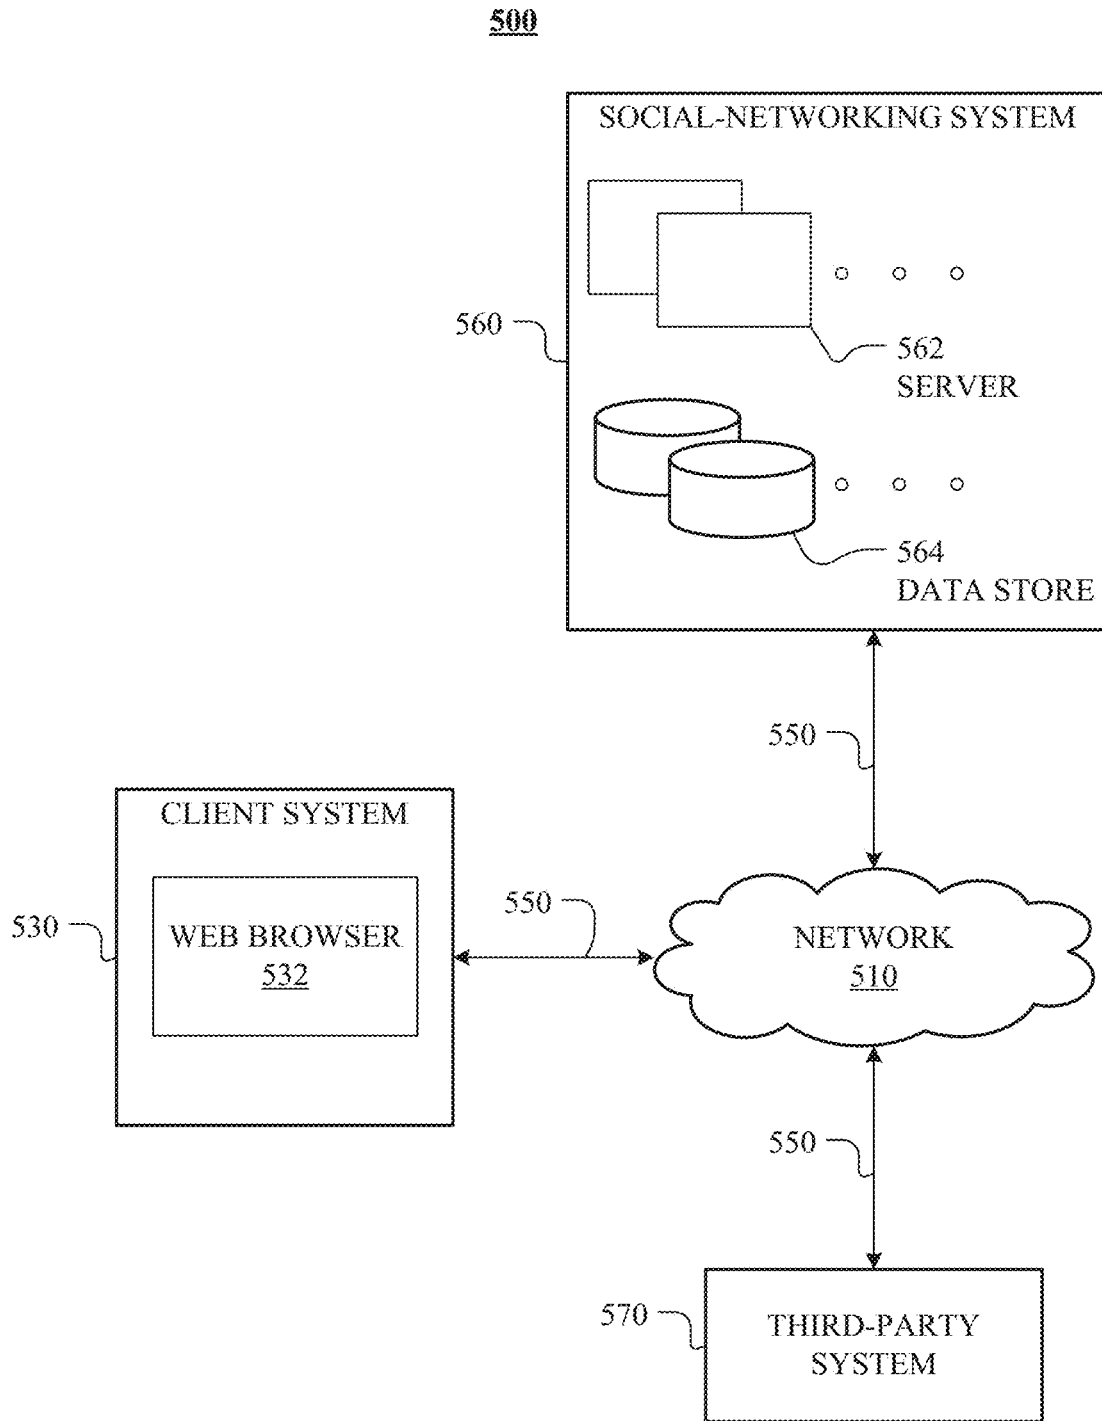 500
SOCIAL-NETWORKING SYSTEM
560
562
SERVER
564
DATA STORE
550
CLIENT SYSTEM
530
WEB BROWSER
532
550
NETWORK
510
550
570
THIRD-PARTY
SYSTEM